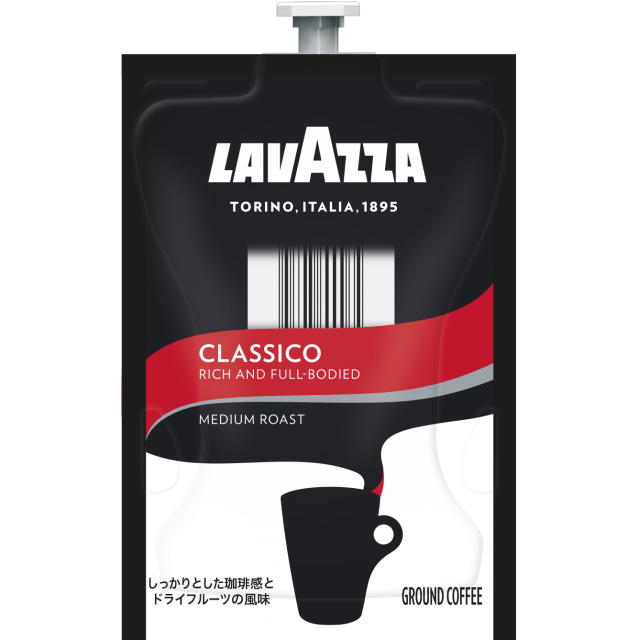 LAVAZZA
TORINO, ITALIA, 1895
CLASSICO
RICH AND FULL-BODIED
MEDIUM ROAST
しっかりとした珈琲感と
ドライフルーツの風味
GROUND COFFEE